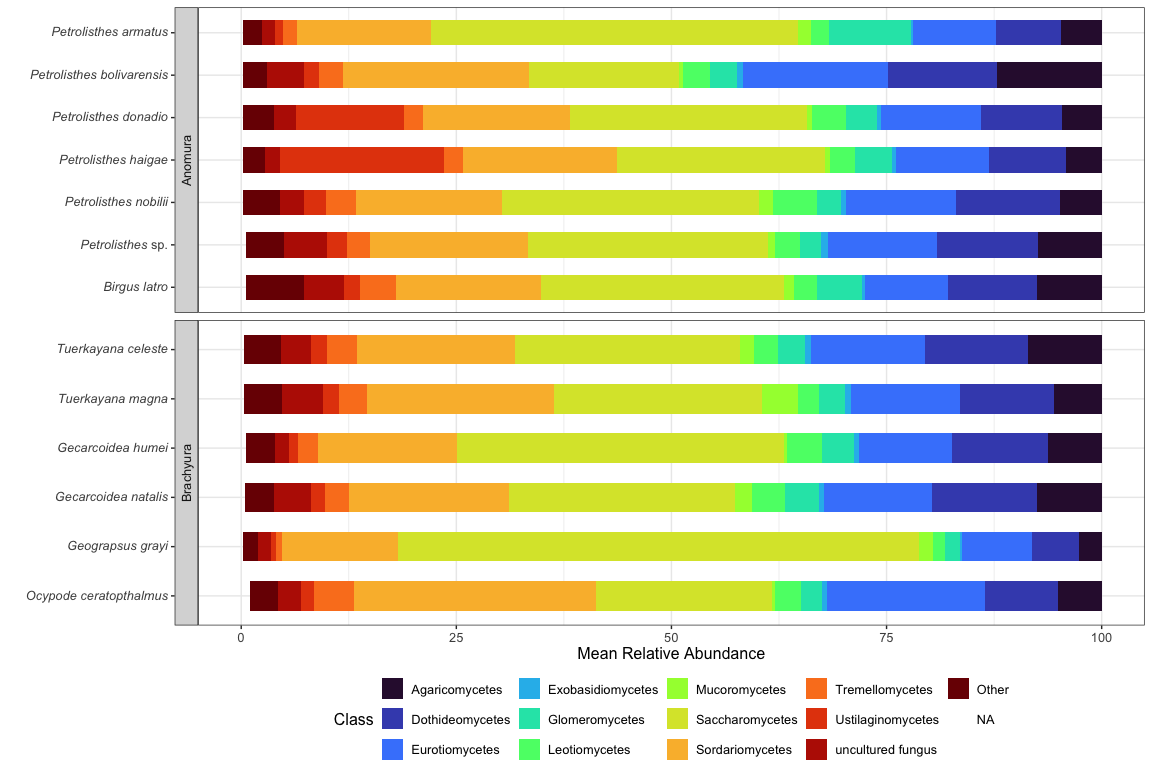 Anomura
Petrolisthes armatus
Petrolisthes bolivarensis
Petrolisthes donadio
Petrolisthes haigae
Petrolisthes nobilii
Petrolisthes sp.
Birgus latro
Brachyura
Tuerkayana celeste
Tuerkayana magna
Gecarcoidea humei
Gecarcoidea natalis
Geograpsus grayi
Ocypode ceratopthalmus
0 25 50 75 100
Mean Relative Abundance
Class
Agaricomycetes Exobasidiomycetes Mucoromycetes Tremellomycetes Other
Dothideomycetes Glomeromycetes Saccharomycetes Ustilaginomycetes NA
Eurotiomycetes Leotiomycetes Sordariomycetes uncultured fungus